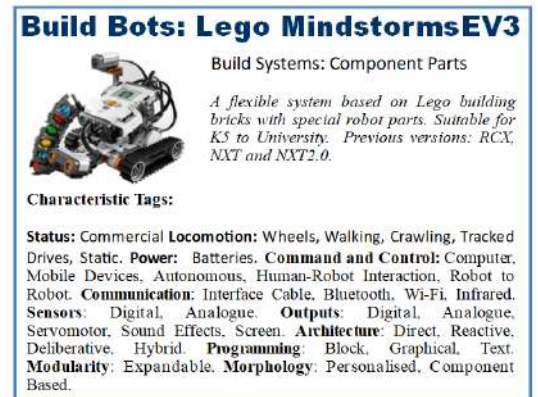 Build Bots: Lego MindstormsEV3
Build Systems: Component Parts
A flexible system based on Lego building
bricks with special robot parts. Suitable for
K5 to University. Previous versions: RCX,
NXT and NXT2.0.
Characteristic Tags:
Status: Commercial Locomotion: Wheels, Walking, Crawling, Tracked
Drives, Static. Power: Batteries. Command and Control: Computer,
Mobile Devices, Autonomous, Human-Robot Interaction, Robot to
Robot. Communication: Interface Cable, Bluetooth, Wi-Fi, Infrared.
Sensors: Digital, Analogue. Outputs: Digital, Analogue,
Servomotor, Sound Effects, Screen. Architecture: Direct, Reactive,
Deliberative, Hybrid. Programming: Block, Graphical, Text.
Modularity: Expandable, Morphology: Personalised, Component
Based.